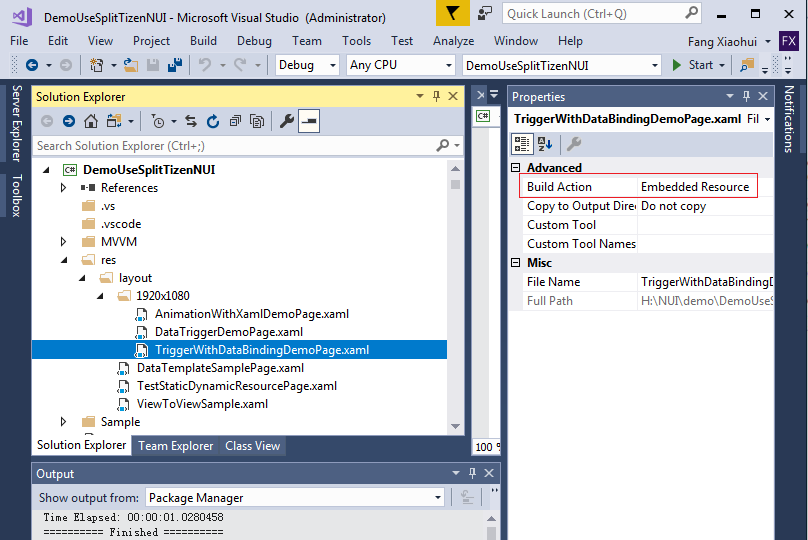 DemoUseSplitTizenNUI - Microsoft Visual Studio (Administrator)
Quick Launch (Ctrl+Q)
File Edit View Project Build Debug Team Tools Test Analyze Window Help Fang Xiaohui FX
Debug Any CPU DemoUseSplitTizenNUI Start
Server Explorer
Toolbox
Solution Explorer
Search Solution Explorer (Ctrl+;)
C# DemoUseSplitTizenNUI
References
.vs
.vscode
MVVM
res
layout
1920x1080
AnimationWithXamlDemoPage.xaml
DataTriggerDemoPage.xaml
TriggerWithDataBindingDemoPage.xaml
DataTemplateSamplePage.xaml
TestStaticDynamicResourcePage.xaml
ViewToViewSample.xaml
Sample
Solution Explorer Team Explorer Class View
C#
100 %
Properties
TriggerWithDataBindingDemoPage.xaml Fil
Advanced
Build Action Embedded Resource
Copy to Output Direc Do not copy
Custom Tool
Custom Tool Names
Misc
File Name TriggerWithDataBindingD
Full Path H:\NUI\demo\DemoUseS
Notifications
Output
Show output from: Package Manager
Time Elapsed: 00:00:01.0280458
========== Finished ==========